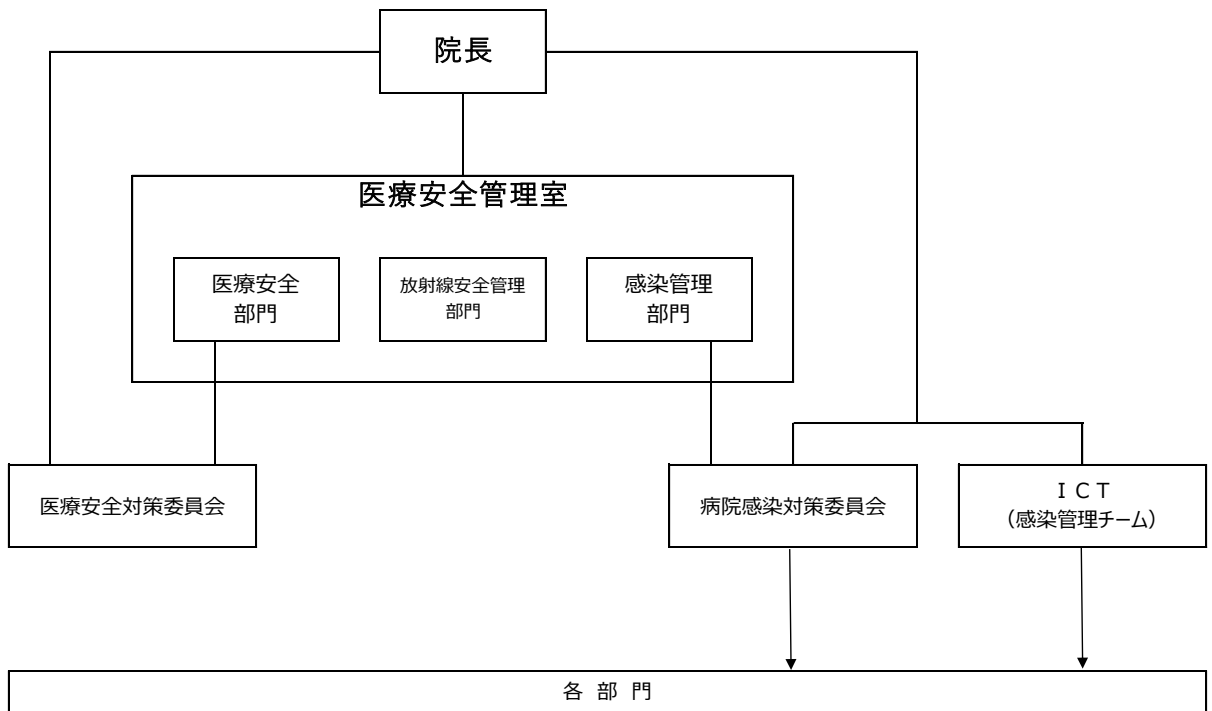 院長
医療安全管理室
医療安全
部門
放射線安全管理
部門
感染管理
部門
医療安全対策委員会
病院感染対策委員会
ＩＣＴ
（感染管理チーム）
各 部 門